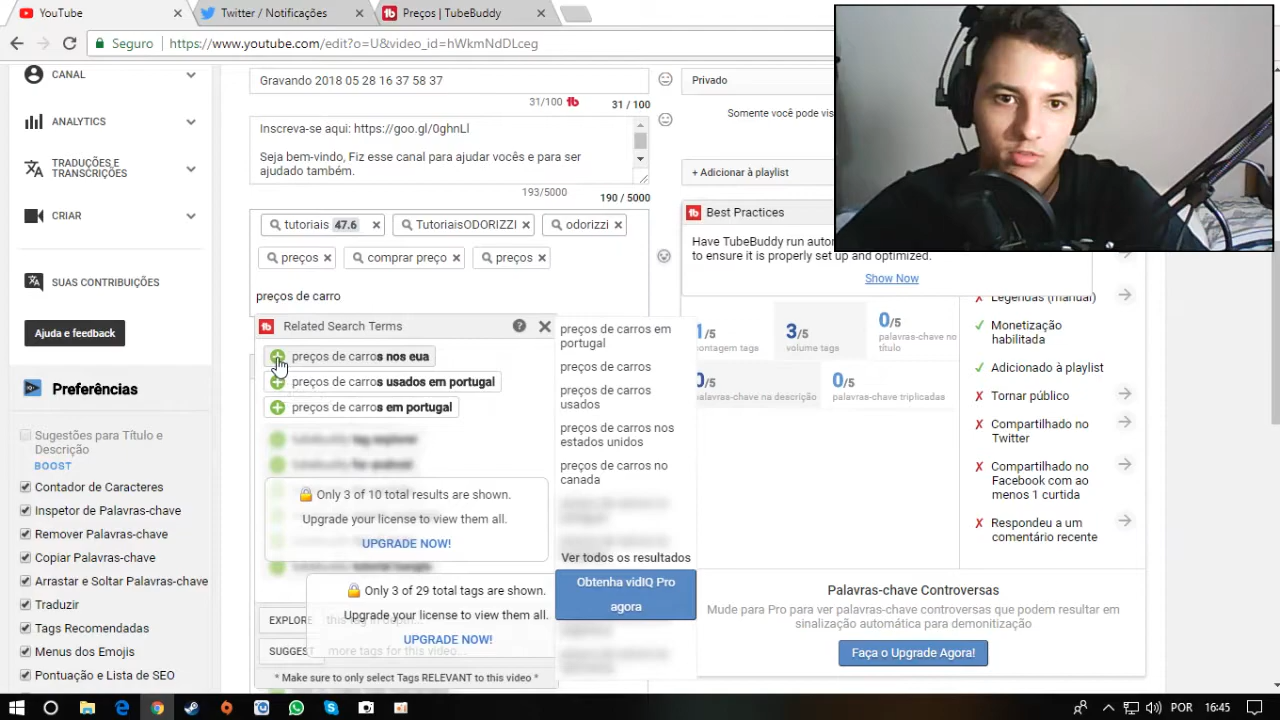 YouTube
Twitter / Notificações
Preços | TubeBuddy
Seguro
https://www.youtube.com/edit?o=U&video_id=hWkmNdDLceg
CANAL
ANALYTICS
TRADUÇÕES E
TRANSCRIÇÕES
CRIAR
SUAS CONTRIBUIÇÕES
Ajuda e feedback
Preferências
Sugestões para Título e
Descrição
BOOST
Contador de Caracteres
Inspetor de Palavras-chave
Remover Palavras-chave
Copiar Palavras-chave
Arrastar e Soltar Palavras-chave
Traduzir
Tags Recomendadas
Menus dos Emojis
Pontuação e Lista de SEO
Gravando 2018 05 28 16 37 58 37
31/100 31 / 100
Inscreva-se aqui: https://goo.gl/0ghnLl
Seja bem-vindo, Fiz esse canal para ajudar vocês e para ser
ajudado também.
193/5000 190 / 5000
tutoriais 47.6 TutoriaisODORIZZI odorizzi
preços comprar preço preços
preços de carro
Related Search Terms
preços de carros nos eua
preços de carros usados em portugal
preços de carros em portugal
Only 3 of 10 total results are shown.
Upgrade your license to view them all.
UPGRADE NOW!
Only 3 of 29 total tags are shown.
Upgrade your license to view them all.
UPGRADE NOW!
EXPLORE
SUGGEST more tags for this video...
* Make sure to only select Tags RELEVANT to this video *
preços de carros em
portugal
preços de carros
preços de carros
usados
preços de carros nos
estados unidos
preços de carros no
canada
Ver todos os resultados
Obtenha vidIQ Pro
agora
Privado
Somente você pode
+ Adicionar à playlist
Best Practices
Have TubeBuddy run
to ensure it is properly set up and optimized.
Show Now
1/5
contagem tags
3/5
volume tags
0/5
palavras-chave no
título
0/5
palavras-chave na descrição
0/5
palavras-chave triplicadas
Legendas (manual)
Monetização
habilitada
Adicionado à playlist
Tornar público
Compartilhado no
Twitter
Compartilhado no
Facebook com ao
menos 1 curtida
Respondeu a um
comentário recente
Palavras-chave Controversas
Mude para Pro para ver palavras-chave controversas que podem resultar em
sinalização automática para demonitização
Faça o Upgrade Agora!
POR 16:45